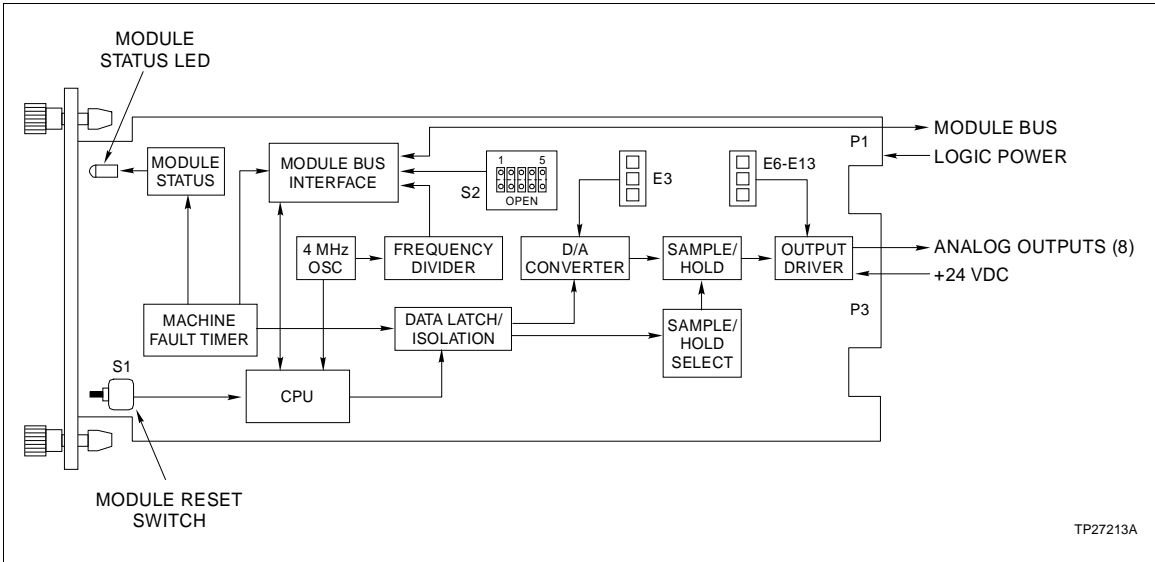 MODULE
STATUS LED
MODULE
STATUS
MODULE BUS
INTERFACE
1 5
S2
OPEN
E3
E6-E13
P1
MODULE BUS
LOGIC POWER
4 MHz
OSC
FREQUENCY
DIVIDER
D/A
CONVERTER
SAMPLE/
HOLD
OUTPUT
DRIVER
ANALOG OUTPUTS (8)
+24 VDC
P3
MACHINE
FAULT TIMER
DATA LATCH/
ISOLATION
SAMPLE/
HOLD
SELECT
S1
CPU
MODULE RESET
SWITCH
TP27213A